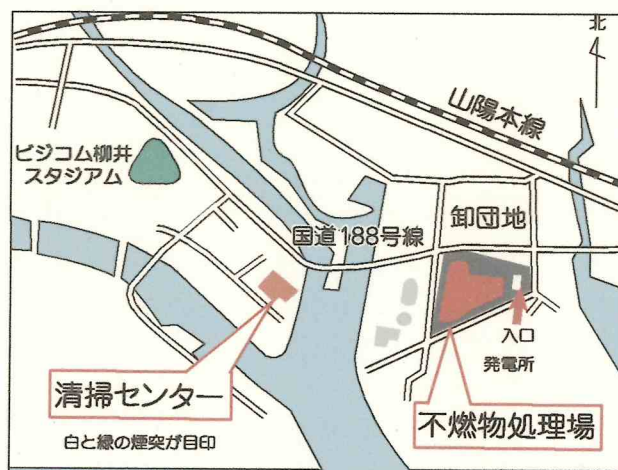 北
山陽本線
ビジコム柳井
スタジアム
卸団地
国道188号線
入口
発電所
清掃センター
不燃物処理場
白と緑の煙突が目印